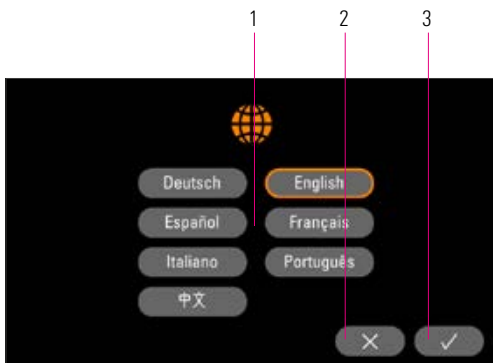 1 2 3
Deutsch English
Español Français
Italiano Português
中文